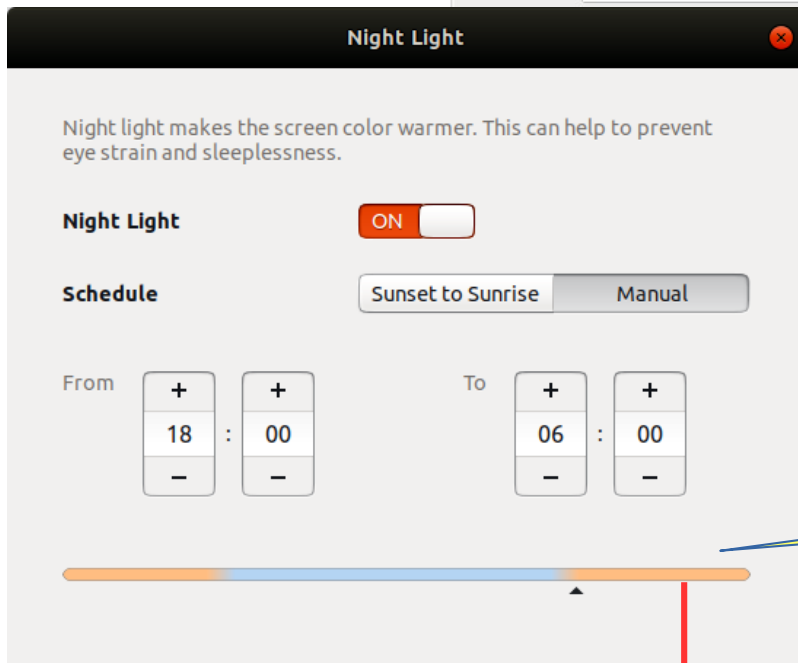 Night Light
Night light makes the screen color warmer. This can help to prevent
eye strain and sleeplessness.
Night Light ON
Schedule Sunset to Sunrise Manual
+ + + +
From To
18 : 00 06 : 00
− − − −